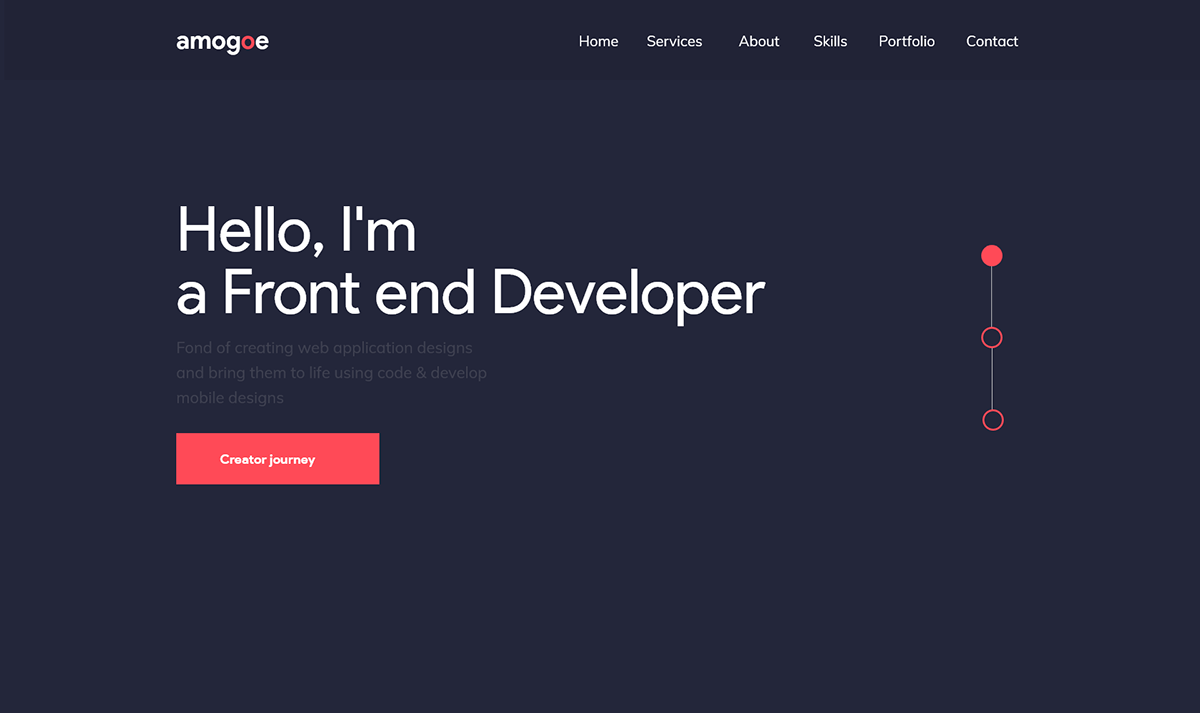 amogoe
Home Services About Skills Portfolio Contact
Hello, I'm
a Front end Developer
Fond of creating web application designs
and bring them to life using code & develop
mobile designs
Creator journey